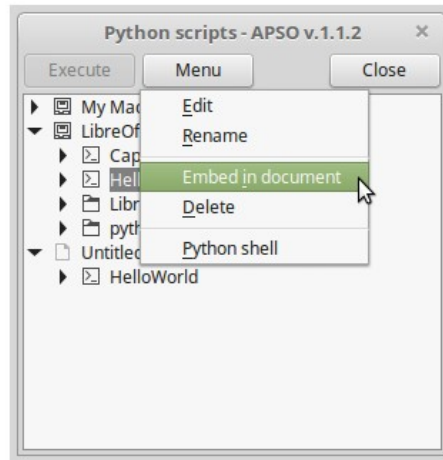 Python scripts - APSO v.1.1.2 ×
Execute Menu Close
My Mac
Edit
LibreOf
Rename
Cap
Hel
Embed in document
Libr
Delete
pyth
Python shell
Untitled
HelloWorld